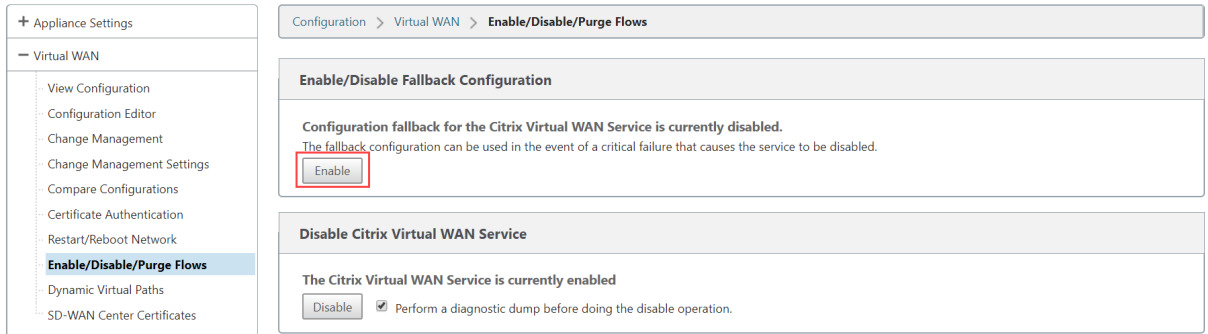 Appliance Settings
Virtual WAN
View Configuration
Configuration Editor
Change Management
Change Management Settings
Compare Configurations
Certificate Authentication
Restart/Reboot Network
Enable/Disable/Purge Flows
Dynamic Virtual Paths
SD-WAN Center Certificates
Configuration > Virtual WAN > Enable/Disable/Purge Flows
Enable/Disable Fallback Configuration
Configuration fallback for the Citrix Virtual WAN Service is currently disabled.
The fallback configuration can be used in the event of a critical failure that causes the service to be disabled.
Enable
Disable Citrix Virtual WAN Service
The Citrix Virtual WAN Service is currently enabled
Disable Perform a diagnostic dump before doing the disable operation.